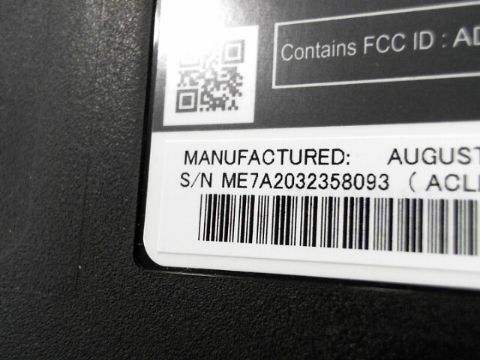 Contains FCC ID : AD
MANUFACTURED: AUGUST
S/N ME7A2032358093 ( ACL